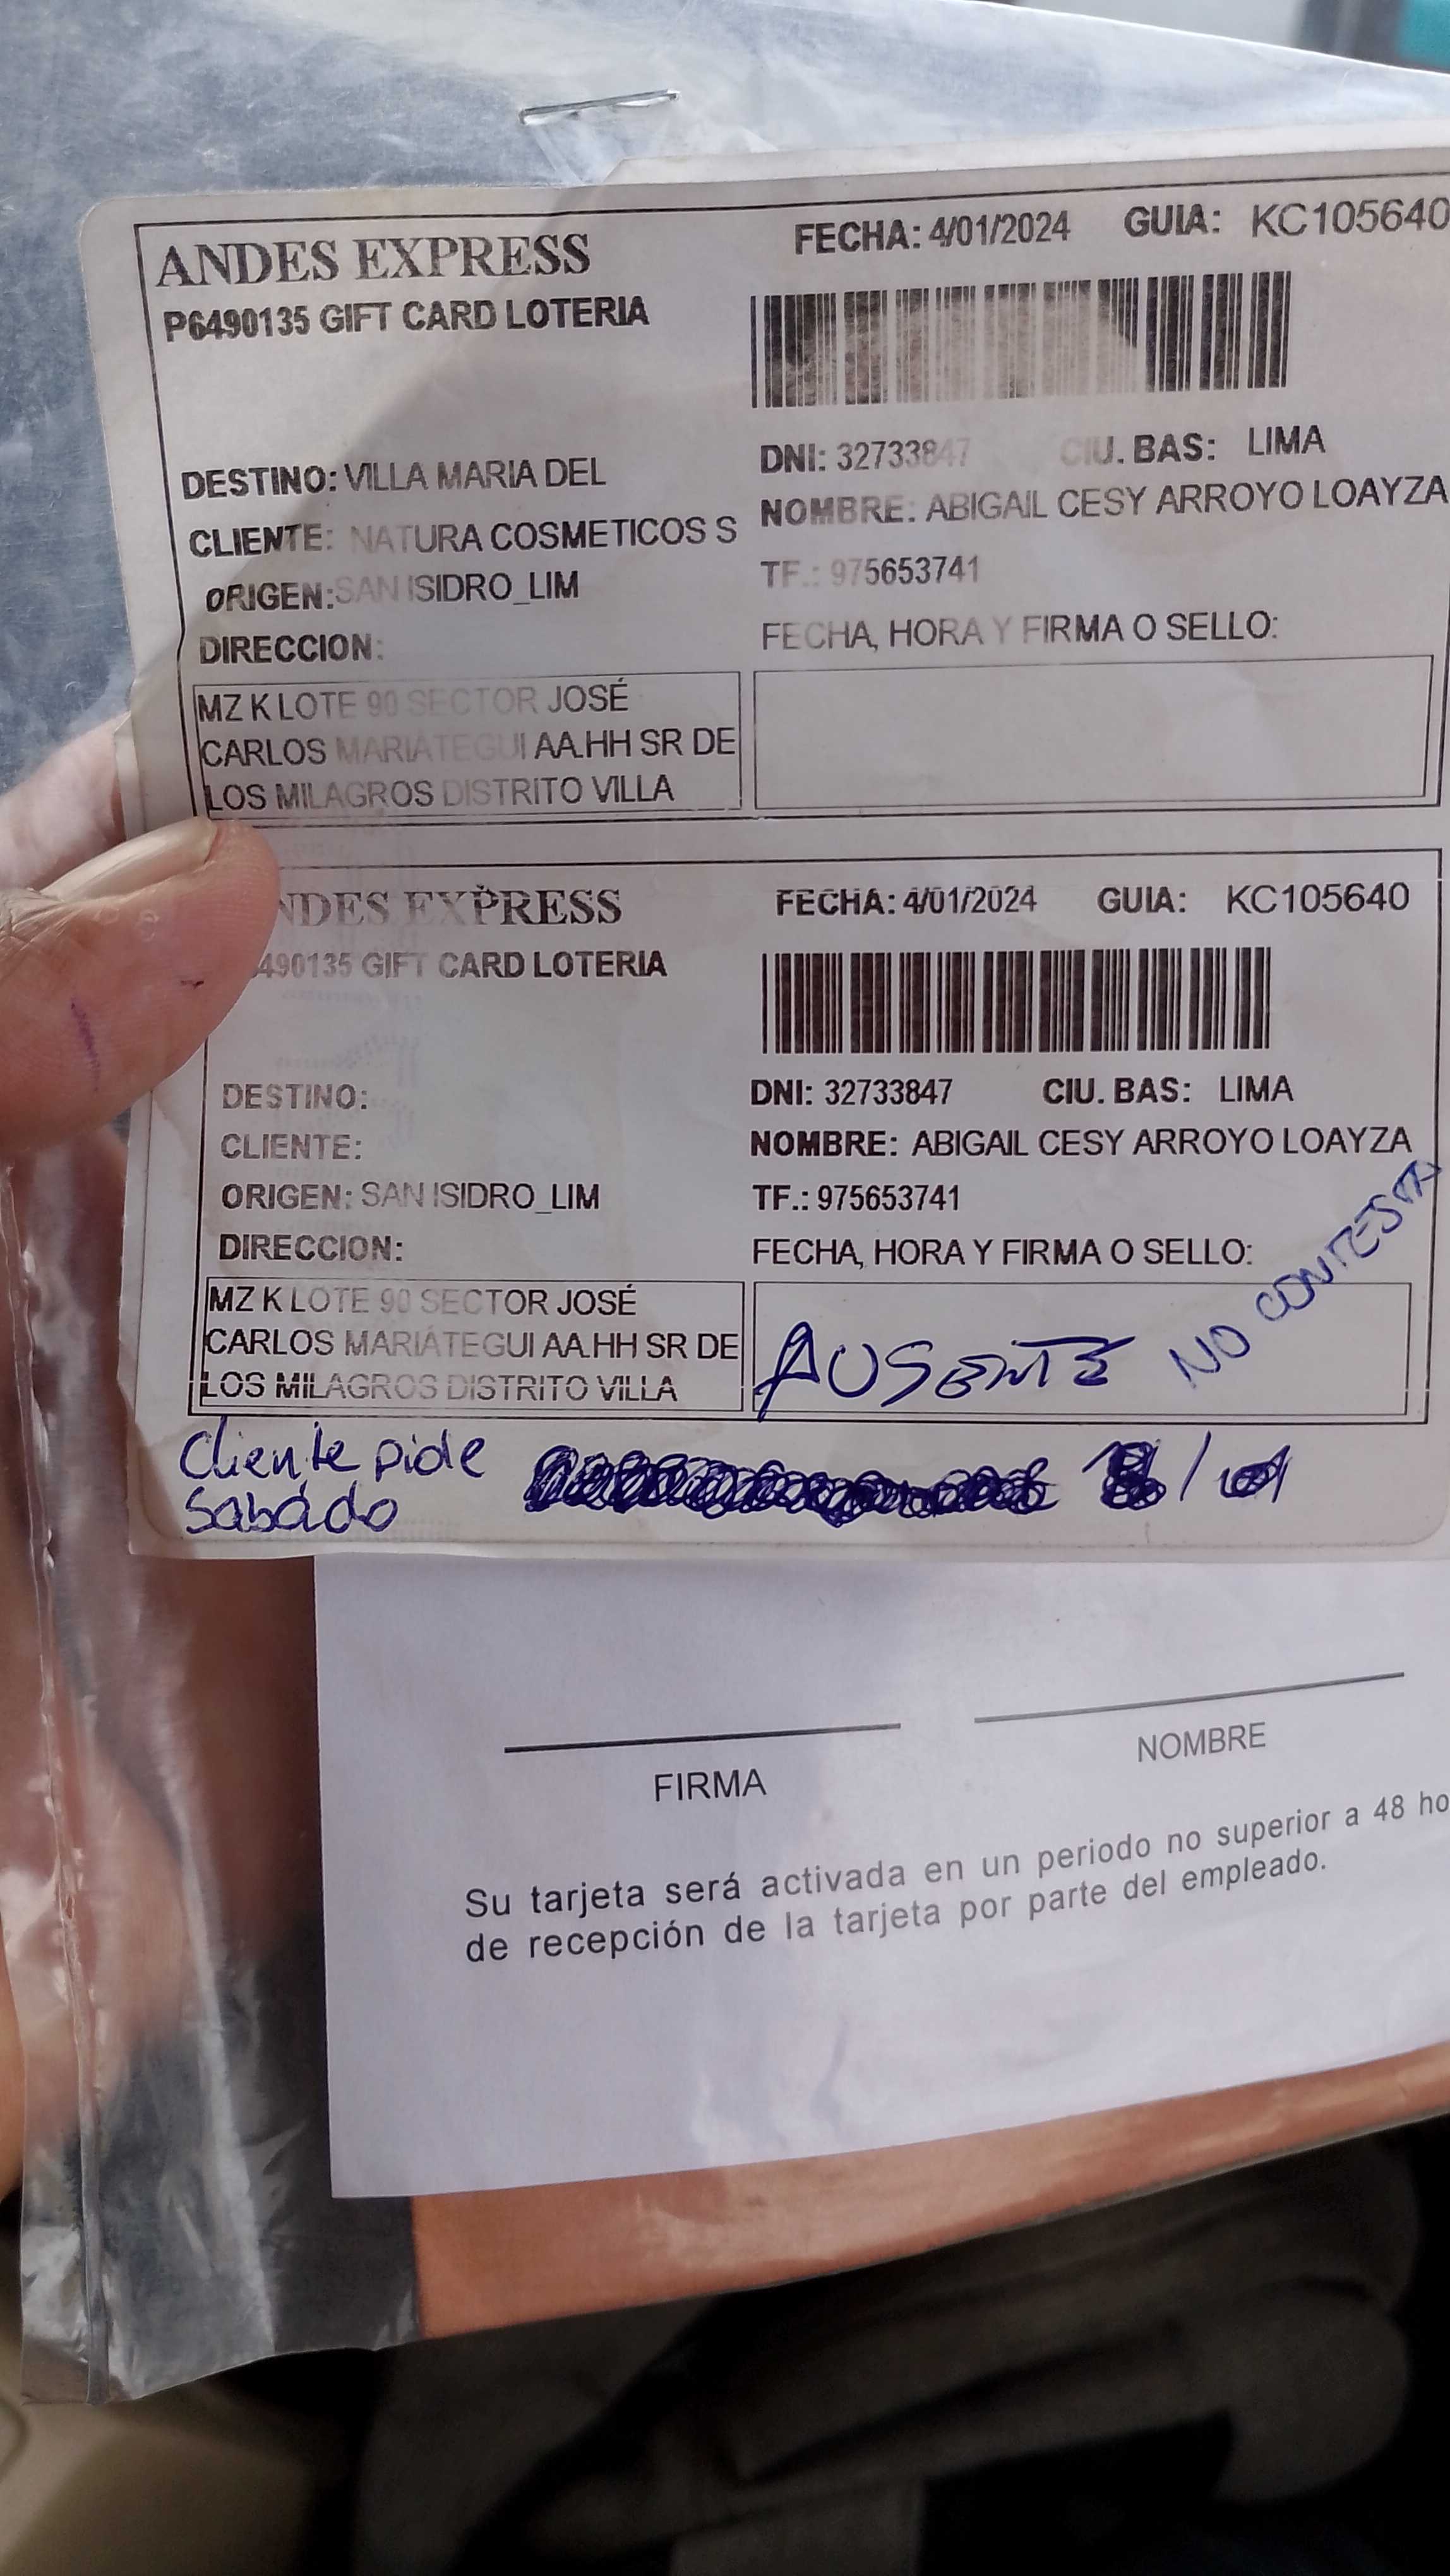 ANDES EXPRESS
FECHA: 4/01/2024 GUIA: KC105640
P6490135 GIFT CARD LOTERIA
DESTINO: VILLA MARIA DEL
DNI: 32733847 CIU. BAS: LIMA
CLIENTE: NATURA COSMETICOS S
NOMBRE: ABIGAIL CESY ARROYO LOAYZA
ORIGEN: SAN ISIDRO_LIM
TF.: 975653741
DIRECCION:
FECHA, HORA Y FIRMA O SELLO:
MZ K LOTE 90 SECTOR JOSÉ
CARLOS MARIÁTEGUI AA.HH SR DE
LOS MILAGROS DISTRITO VILLA
NDES EXPRESS
FECHA: 4/01/2024 GUIA: KC105640
490135 GIFT CARD LOTERIA
DESTINO:
DNI: 32733847 CIU. BAS: LIMA
CLIENTE:
NOMBRE: ABIGAIL CESY ARROYO LOAYZA
ORIGEN: SAN ISIDRO_LIM
TF.: 975653741
DIRECCION:
FECHA, HORA Y FIRMA O SELLO:
MZ K LOTE 90 SECTOR JOSÉ
CARLOS MARIÁTEGUI AA.HH SR DE
LOS MILAGROS DISTRITO VILLA
AUSENTE NO CONTESTA
Cliente pide
Sabado
FIRMA
NOMBRE
Su tarjeta será activada en un periodo no superior a 48 ho
de recepción de la tarjeta por parte del empleado.